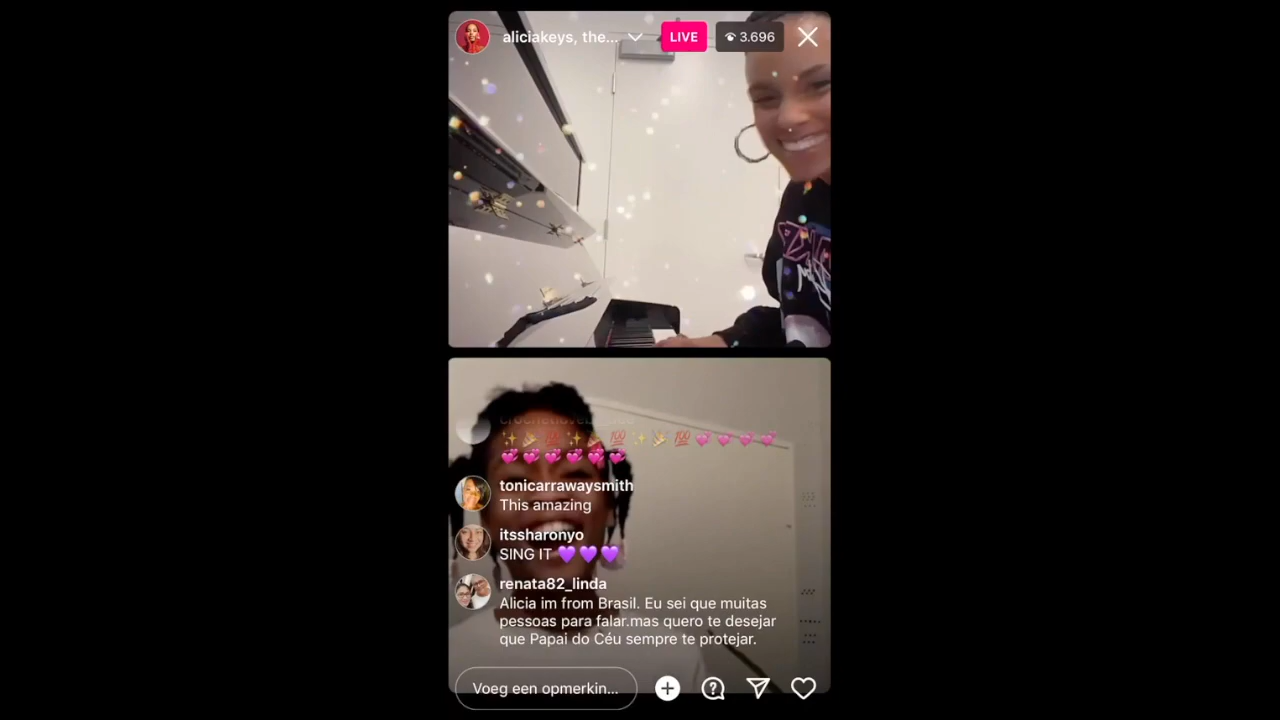 aliciakeys, the...
LIVE
3.696
✨🎉💯✨🎉💯✨🎉💯💕💕💕💕
💞💞💞💞💞💞
tonicarrawaysmith
This amazing
itssharonyo
SING IT 💜💜💜
renata82_linda
Alicia im from Brasil. Eu sei que muitas
pessoas para falar.mas quero te desejar
que Papai do Céu sempre te protejar.
Voeg een opmerkin...